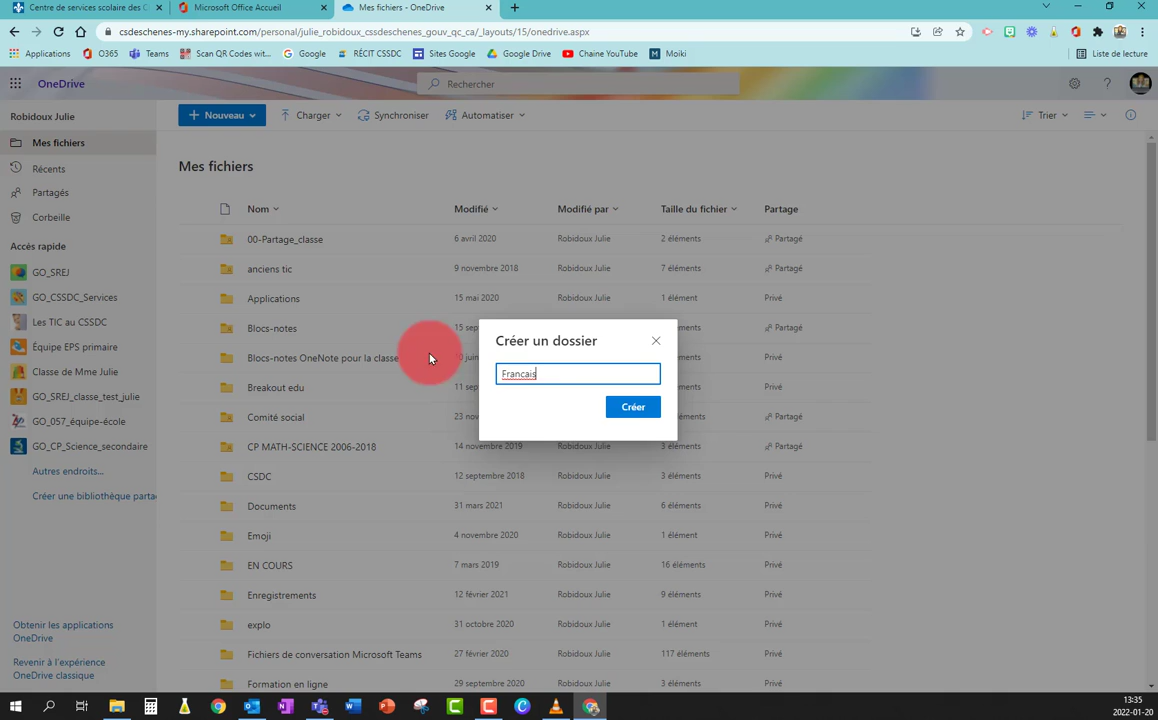 Centre de services scolaire des C
Microsoft Office Accueil
Mes fichiers - OneDrive
csdeschenes-my.sharepoint.com/personal/julie_robidoux_cssdeschenes_gouv_qc_ca/_layouts/15/onedrive.aspx
Applications
O365
Teams
Scan QR Codes wit...
Google
RÉCIT CSSDC
Sites Google
Google Drive
Chaine YouTube
Moiki
Liste de lecture
OneDrive
Rechercher
Robidoux Julie
Nouveau
Charger
Synchroniser
Automatiser
Trier
Mes fichiers
Récents
Partagés
Corbeille
Accès rapide
GO_SREJ
GO_CSSDC_Services
Les TIC au CSSDC
Équipe EPS primaire
Classe de Mme Julie
GO_SREJ_classe_test_julie
GO_057_équipe-école
GO_CP_Science_secondaire
Autres endroits...
Créer une bibliothèque parta
Obtenir les applications
OneDrive
Revenir à l'expérience
OneDrive classique
Mes fichiers
Nom Modifié Modifié par Taille du fichier Partage
00-Partage_classe 6 avril 2020 Robidoux Julie 2 éléments Partagé
anciens tic 9 novembre 2018 Robidoux Julie 7 éléments Partagé
Applications 15 mai 2020 Robidoux Julie 1 élément Privé
Blocs-notes 15 sep Partagé
Blocs-notes OneNote pour la classe juin Privé
Breakout edu 11 sep Privé
Comité social 23 nov éléments Partagé
CP MATH-SCIENCE 2006-2018 14 novembre 2019 Robidoux Julie 3 éléments Partagé
CSDC 12 septembre 2018 Robidoux Julie 3 éléments Privé
Documents 31 mars 2021 Robidoux Julie 6 éléments Privé
Emoji 4 novembre 2020 Robidoux Julie 1 élément Privé
EN COURS 7 mars 2019 Robidoux Julie 16 éléments Privé
Enregistrements 12 février 2021 Robidoux Julie 9 éléments Privé
explo 31 octobre 2020 Robidoux Julie 1 élément Privé
Fichiers de conversation Microsoft Teams 27 février 2020 Robidoux Julie 117 éléments Privé
Formation en ligne 24 septembre 2020 Robidoux Julie 3 éléments Privé
Créer un dossier
Francais
Créer
13:35
2022-01-20